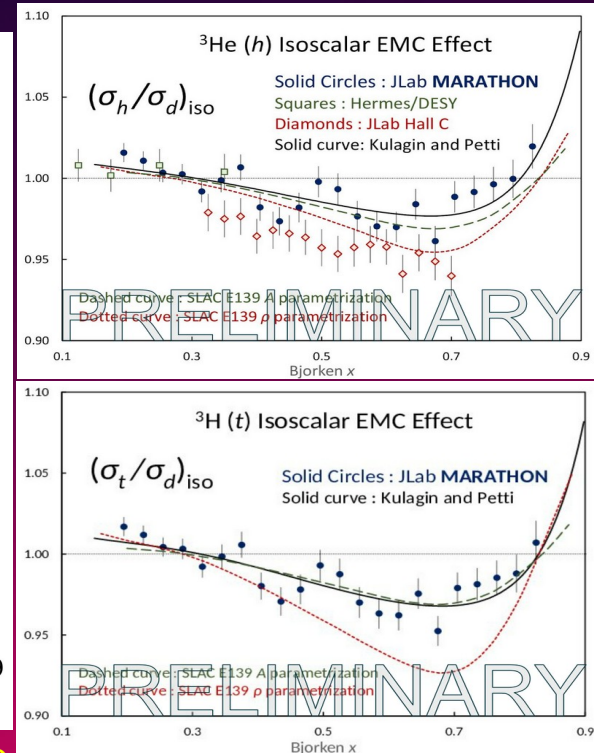 1.10
³He (h) Isoscalar EMC Effect
(σh/σd)iso
Solid Circles : JLab MARATHON
Squares : Hermes/DESY
Diamonds : JLab Hall C
Solid curve: Kulagin and Petti
1.05
1.00
0.95
Dashed curve : SLAC E139 A parametrization
Dotted curve : SLAC E139 ρ parametrization
PRELIMINARY
0.90
0.1 0.3 0.5 0.7 0.9
Bjorken x
1.10
³H (t) Isoscalar EMC Effect
(σt/σd)iso
Solid Circles : JLab MARATHON
Solid curve : Kulagin and Petti
1.05
1.00
0.95
Dashed curve : SLAC E139 A parametrization
Dotted curve : SLAC E139 ρ parametrization
PRELIMINARY
0.90
0.1 0.3 0.5 0.7 0.9
Bjorken x